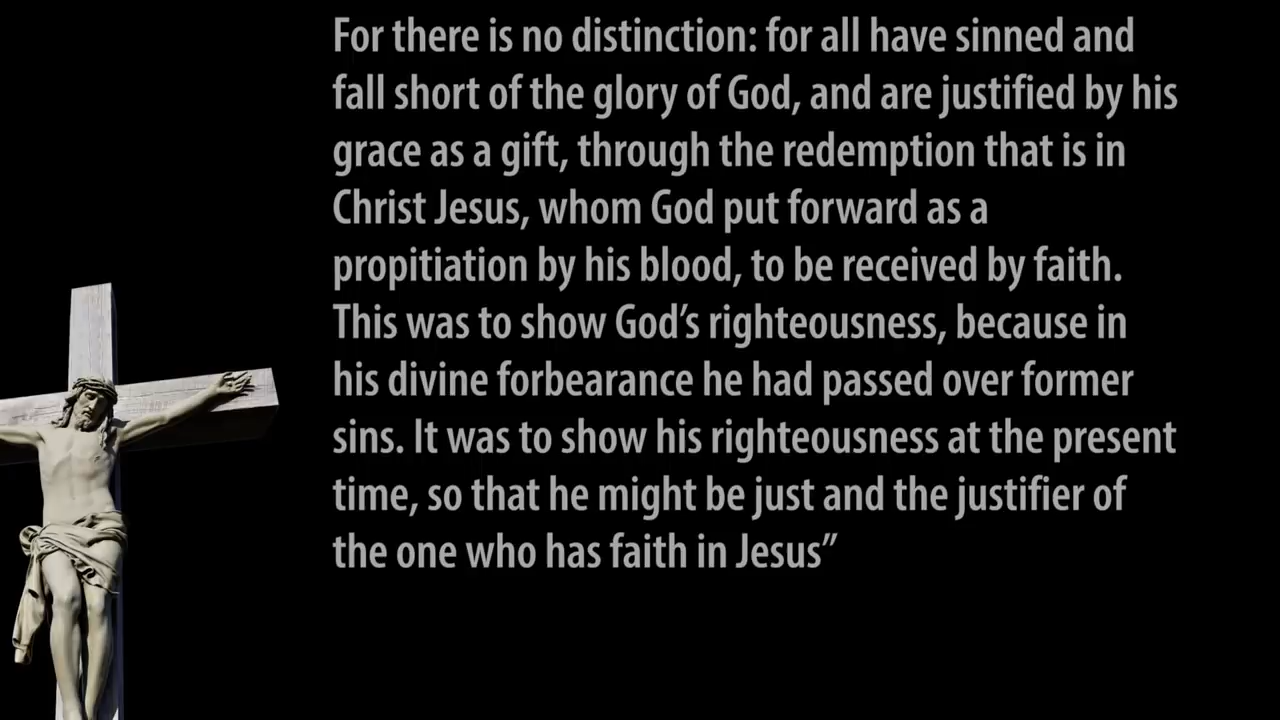 For there is no distinction: for all have sinned and
fall short of the glory of God, and are justified by his
grace as a gift, through the redemption that is in
Christ Jesus, whom God put forward as a
propitiation by his blood, to be received by faith.
This was to show God’s righteousness, because in
his divine forbearance he had passed over former
sins. It was to show his righteousness at the present
time, so that he might be just and the justifier of
the one who has faith in Jesus”